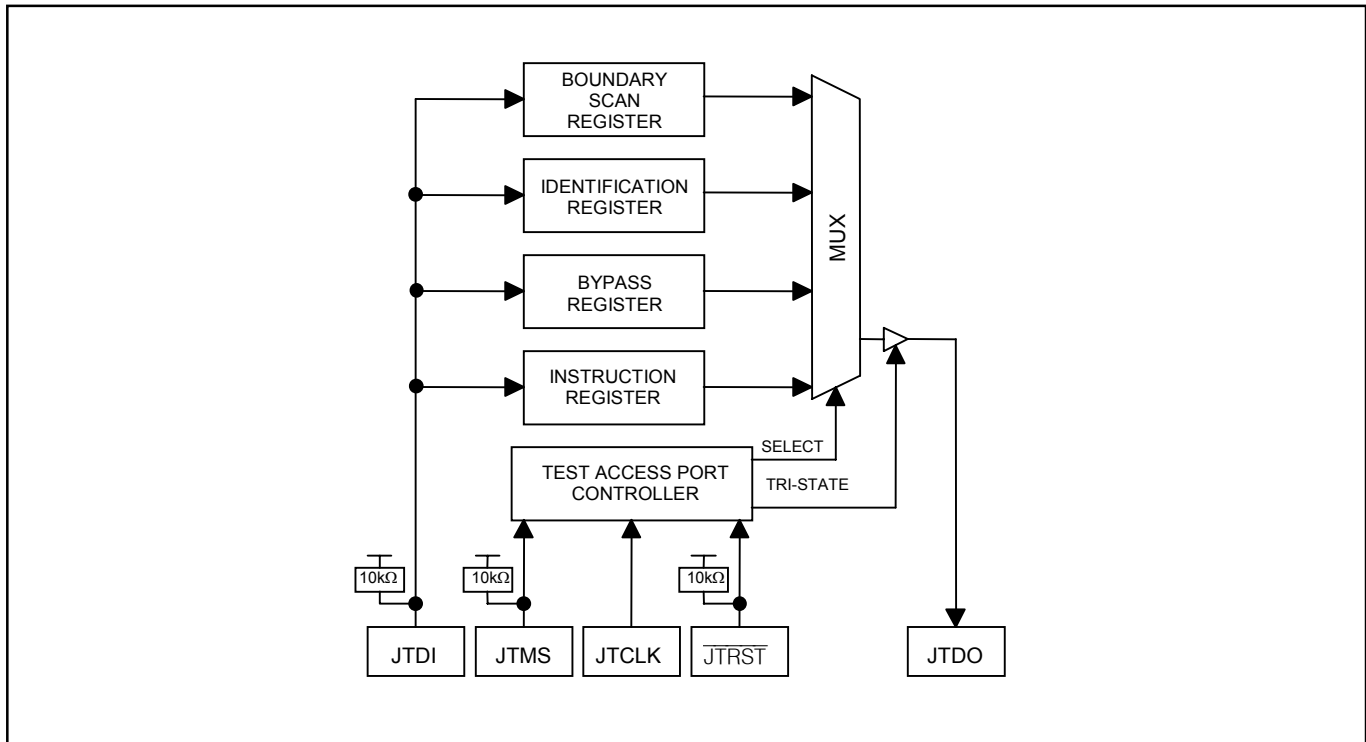 BOUNDARY
SCAN
REGISTER
IDENTIFICATION
REGISTER
MUX
BYPASS
REGISTER
INSTRUCTION
REGISTER
SELECT
TEST ACCESS PORT
CONTROLLER
TRI-STATE
10kΩ
10kΩ
10kΩ
JTDI
JTMS
JTCLK
JTRST
JTDO